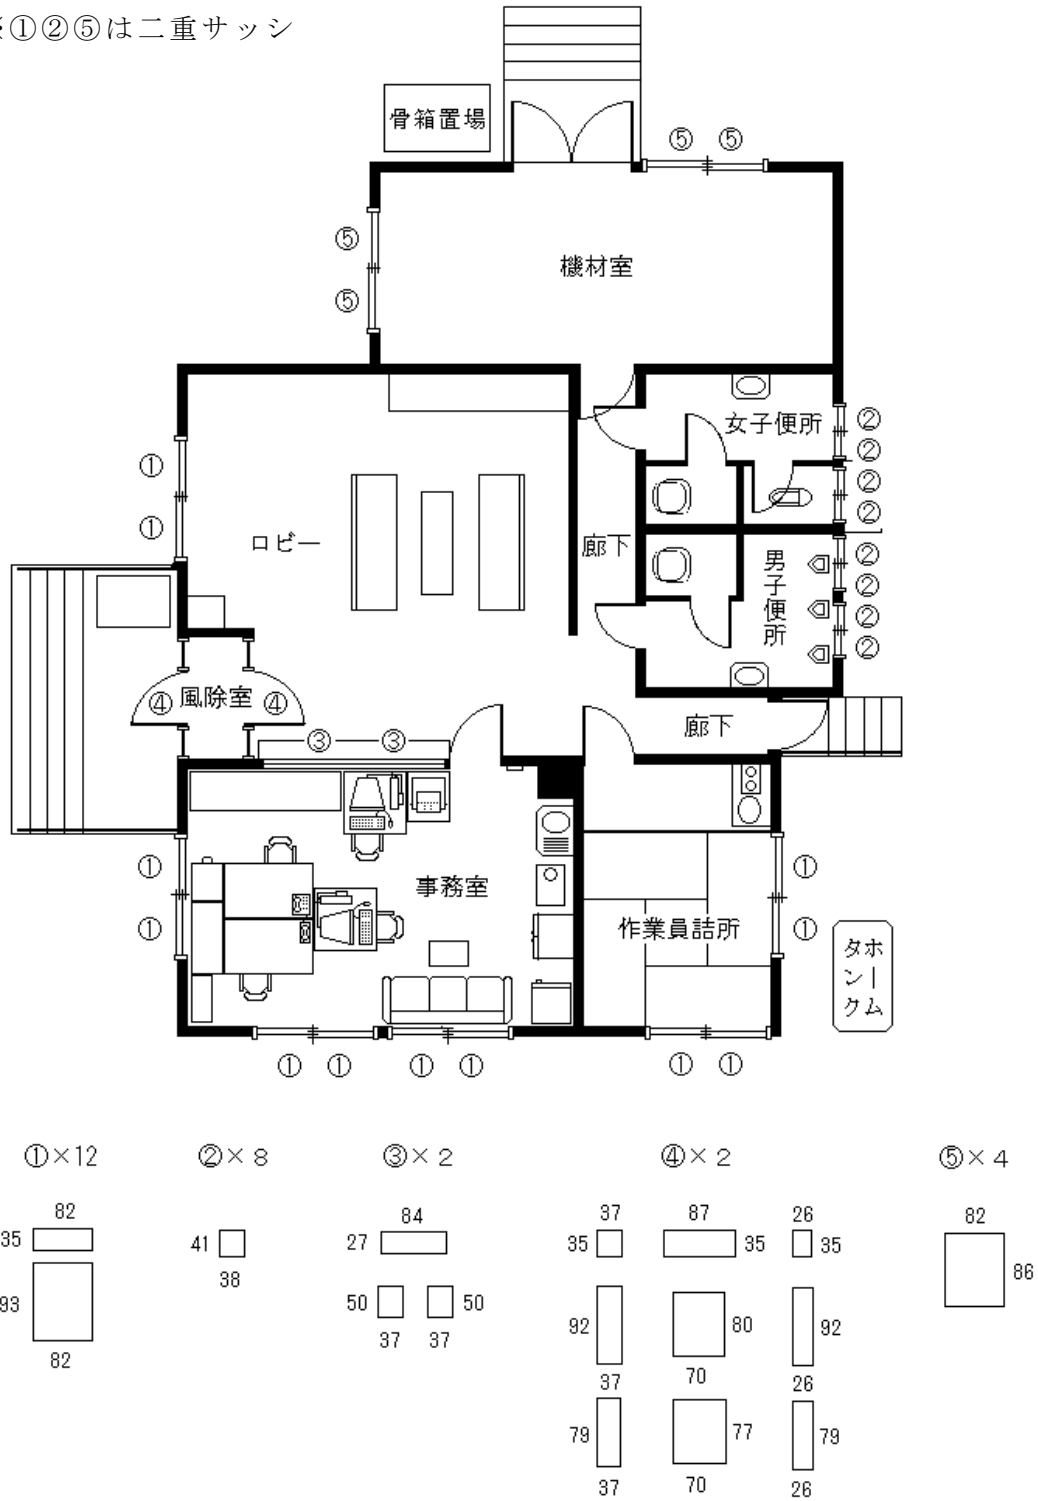 ※①②⑤は二重サッシ
骨箱置場
⑤ ⑤
⑤
⑤
機材室
女子便所
②
②
②
②
①
①
ロビー
廊下
男子便所
②
②
②
②
④ 風除室 ④
廊下
③ ③
①
①
事務室
作業員詰所
①
①
ホームタンク
① ① ① ① ① ①
①×12 ②×8 ③×2 ④×2 ⑤×4
82
35
93
82
41
38
84
27
50 50
37 37
37 87 26
35 35 35
92 80 92
37 70 26
79 77 79
37 70 26
82
86